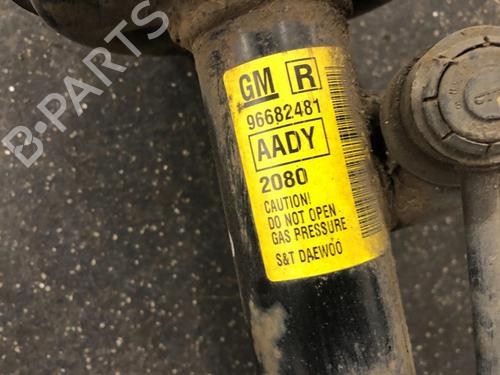 GM R
96682481
AADY
2080
CAUTION!
DO NOT OPEN
GAS PRESSURE
S&T DAEWOO
B-PARTS